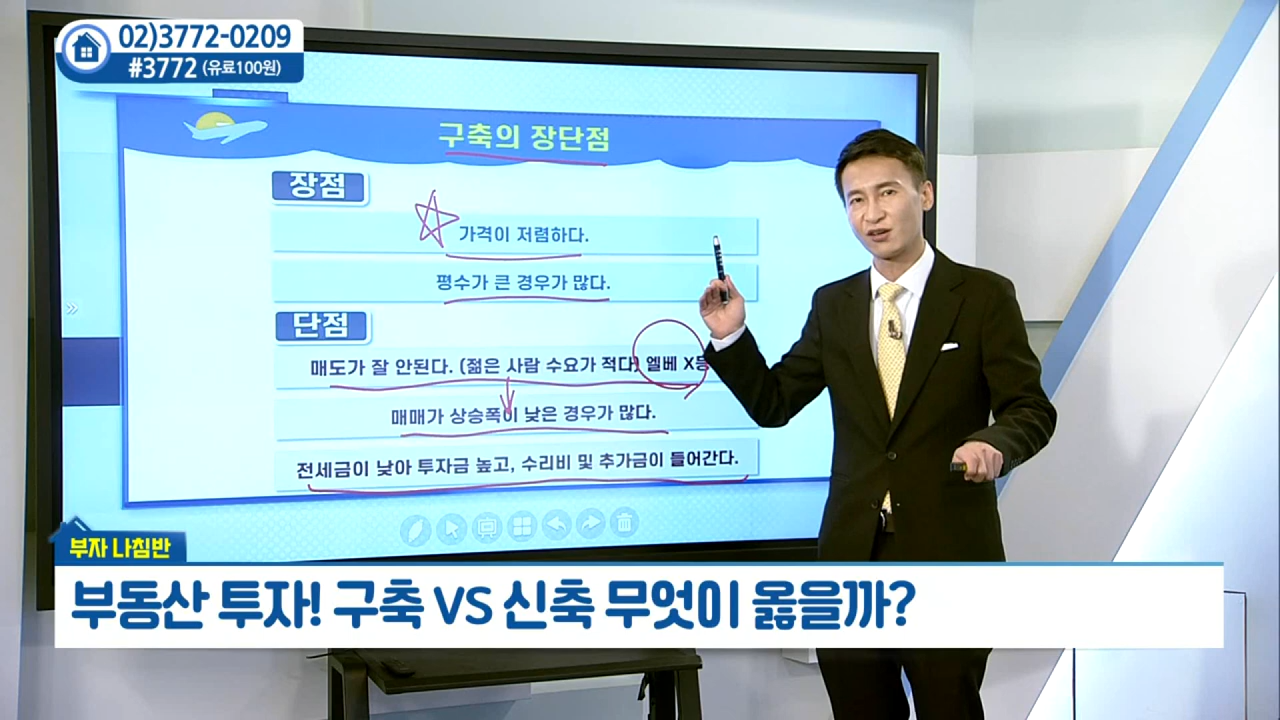 02)3772-0209
#3772 (유료100원)
구축의 장단점
장점
가격이 저렴하다.
평수가 큰 경우가 많다.
단점
매도가 잘 안된다. (젊은 사람 수요가 적다) 엘베 X등
매매가 상승폭이 낮은 경우가 많다.
전세금이 낮아 투자금 높고, 수리비 및 추가금이 들어간다.
부자 나침반
부동산 투자! 구축 VS 신축 무엇이 옳을까?